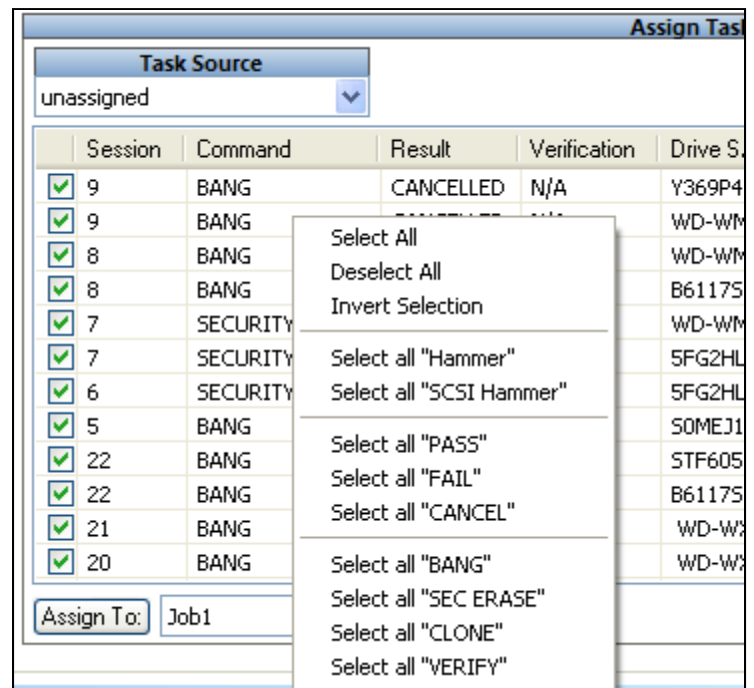 Assign Tas
Task Source
unassigned
Session Command Result Verification Drive S.
9 BANG CANCELLED N/A Y369P4
9 BANG WD-WM
8 BANG WD-WM
8 BANG B6117S
7 SECURITY WD-WM
7 SECURITY 5FG2HL
6 SECURITY 5FG2HL
5 BANG S0MEJ1
22 BANG STF605
22 BANG B6117S
21 BANG WD-WX
20 BANG WD-WX
Select All
Deselect All
Invert Selection
Select all "Hammer"
Select all "SCSI Hammer"
Select all "PASS"
Select all "FAIL"
Select all "CANCEL"
Select all "BANG"
Select all "SEC ERASE"
Select all "CLONE"
Select all "VERIFY"
Assign To: Job1